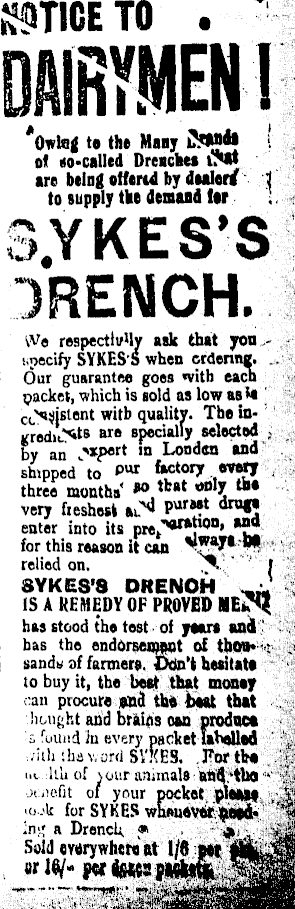 NOTICE TO
DAIRYMEN!
Owing to the Many Brands
of so-called Drenches that
are being offered by dealers
to supply the demand for
SYKES'S
DRENCH.
We respectfully ask that you
specify SYKES'S when ordering.
Our guarantee goes with each
packet, which is sold as low as is
consistent with quality. The in-
gredients are specially selected
by an expert in London and
shipped to our factory every
three months so that only the
very freshest and purest drugs
enter into its preparation, and
for this reason it can always be
relied on.
SYKES'S DRENCH
IS A REMEDY OF PROVED
has stood the test of years and
has the endorsement of thou-
sands of farmers. Don't hesitate
to buy it, the best that money
can procure and the best that
thought and brains can produce
is found in every packet labelled
with the word SYKES. For the
health of your animals and the
benefit of your pocket please
look for SYKES whenever need-
ing a Drench
Sold everywhere at 1/6 per
or 16/- per dozen packets